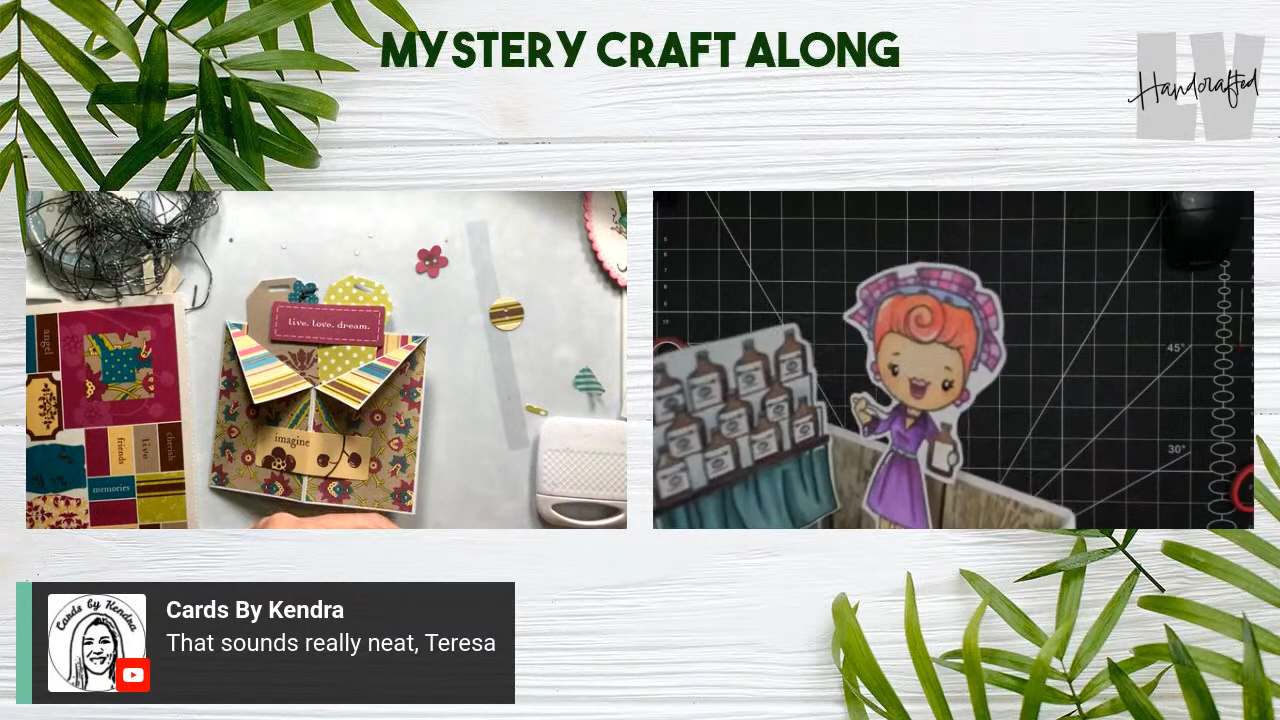 MYSTERY CRAFT ALONG
Handcrafted
live. love. dream.
imagine
angel
friends
live
cherish
memories
45°
30°
Cards by Kendra
Cards By Kendra
That sounds really neat, Teresa